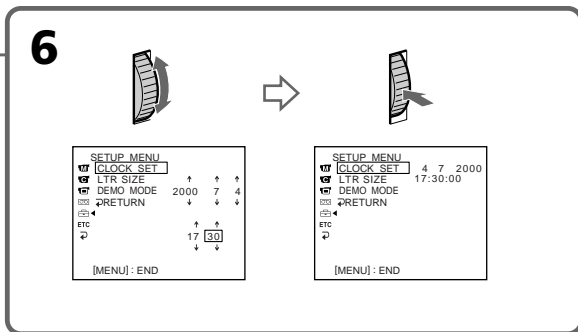 6
SETUP MENU
CLOCK SET
LTR SIZE
DEMO MODE 2000 7 4
RETURN
ETC
17 30
[MENU] : END
SETUP MENU
CLOCK SET 4 7 2000
LTR SIZE 17:30:00
DEMO MODE
RETURN
ETC
[MENU] : END